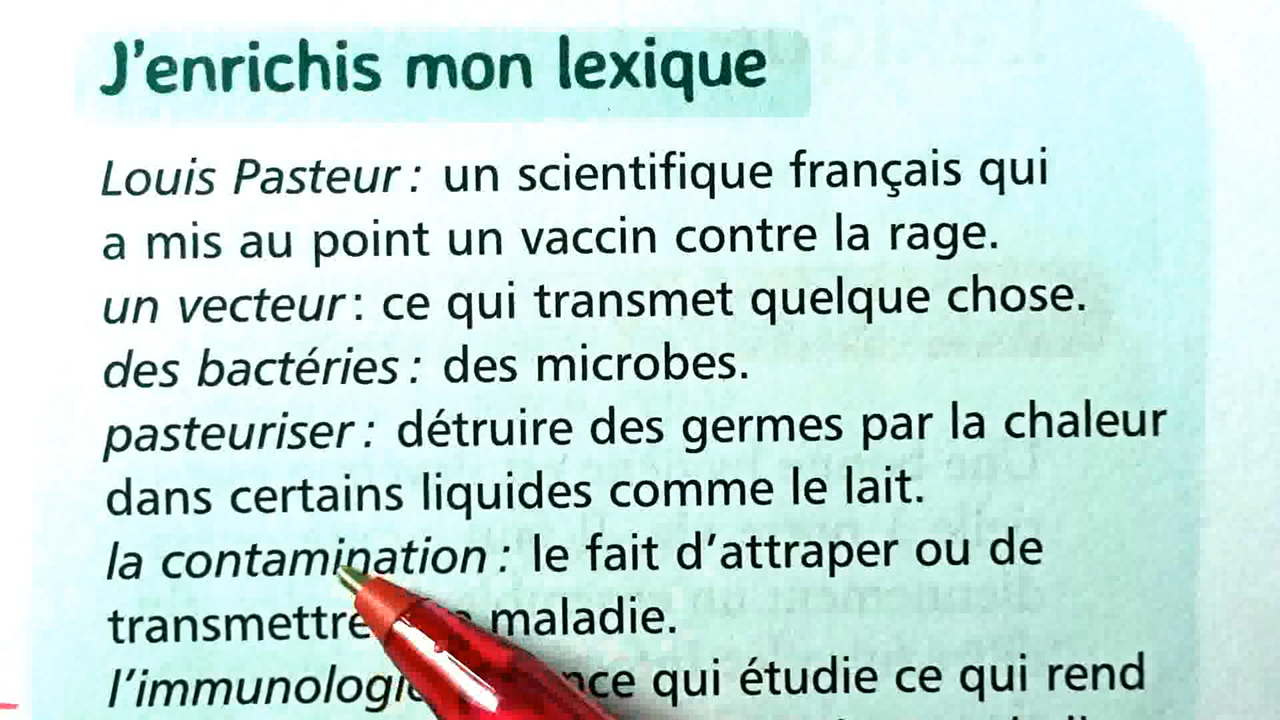 J'enrichis mon lexique
Louis Pasteur : un scientifique français qui
a mis au point un vaccin contre la rage.
un vecteur : ce qui transmet quelque chose.
des bactéries : des microbes.
pasteuriser : détruire des germes par la chaleur
dans certains liquides comme le lait.
la contamination : le fait d'attraper ou de
transmettre maladie.
qui étudie ce qui rend